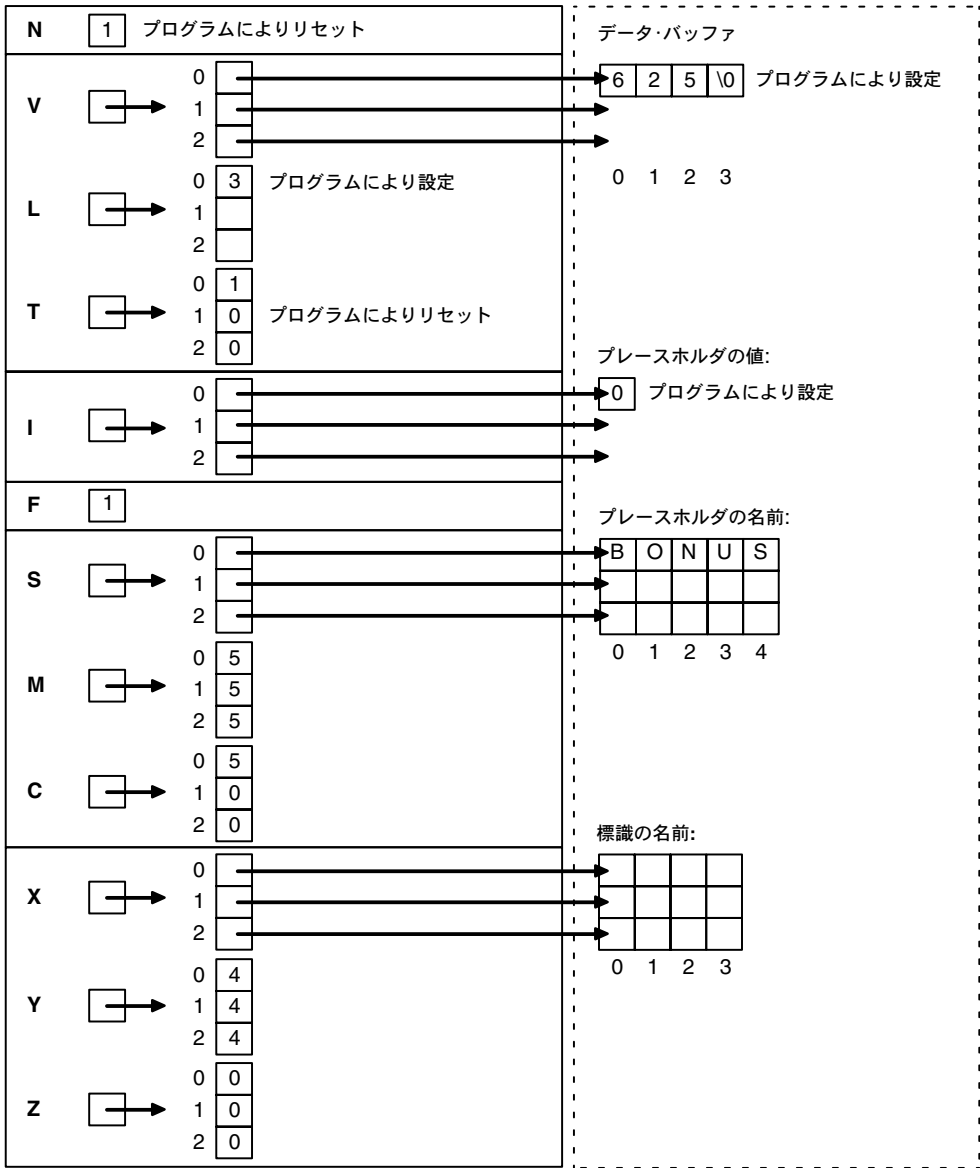 N 1 プログラムによりリセット
データ・バッファ
V 0
1
2
6 2 5 \0 プログラムにより設定
0 1 2 3
L 0 3 プログラムにより設定
1
2
T 0 1
1 0 プログラムによりリセット
2 0
プレースホルダの値:
I 0
1
2
0 プログラムにより設定
F 1
プレースホルダの名前:
S 0
1
2
B O N U S
0 1 2 3 4
M 0 5
1 5
2 5
C 0 5
1 0
2 0
標識の名前:
X 0
1
2
0 1 2 3
Y 0 4
1 4
2 4
Z 0 0
1 0
2 0